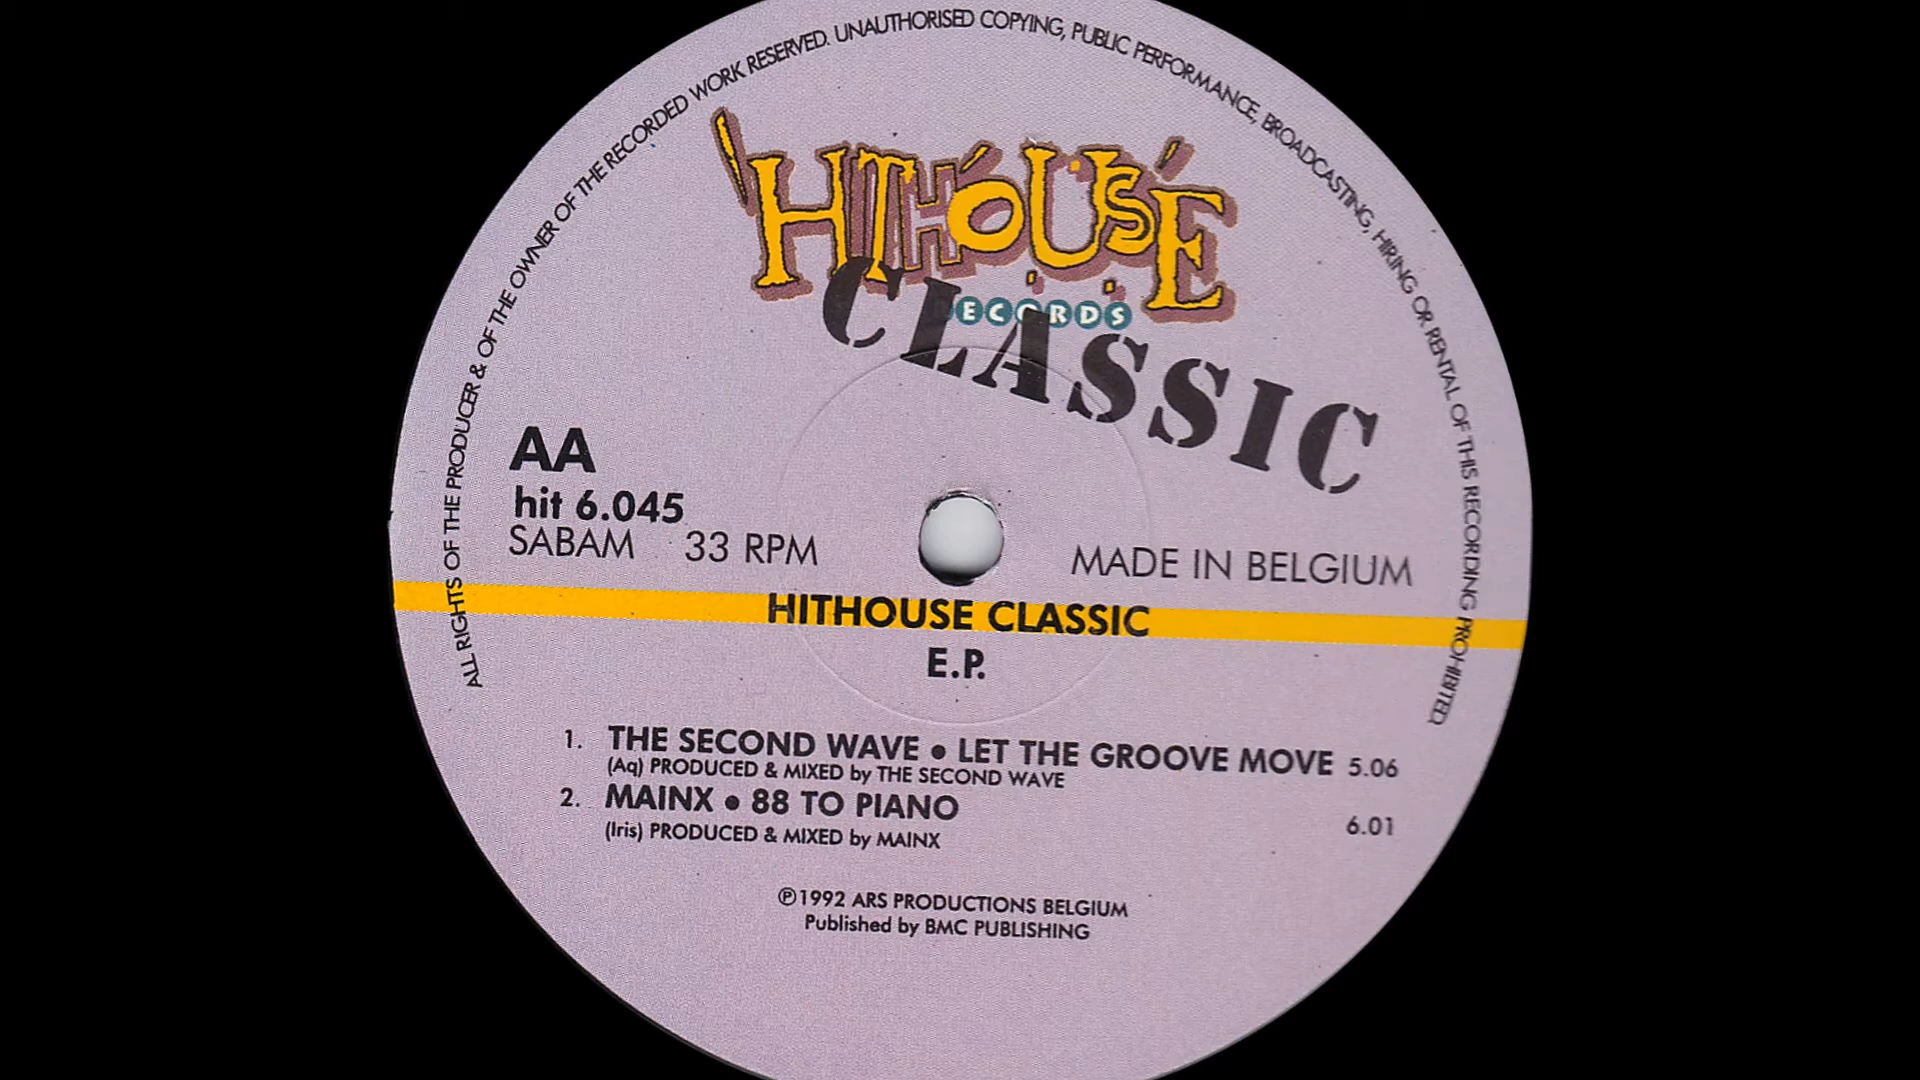 ALL RIGHTS OF THE PRODUCER & OF THE OWNER OF THE RECORDED WORK RESERVED. UNAUTHORISED COPYING, PUBLIC PERFORMANCE, BROADCASTING, HIRING OR RENTAL OF THIS RECORDING PROHIBITED.
HITHOUSE
RECORDS
CLASSIC
AA
hit 6.045
SABAM 33 RPM MADE IN BELGIUM
HITHOUSE CLASSIC
E.P.
1. THE SECOND WAVE • LET THE GROOVE MOVE 5.06
(Aq) PRODUCED & MIXED by THE SECOND WAVE
2. MAINX • 88 TO PIANO 6.01
(Iris) PRODUCED & MIXED by MAINX
℗1992 ARS PRODUCTIONS BELGIUM
Published by BMC PUBLISHING